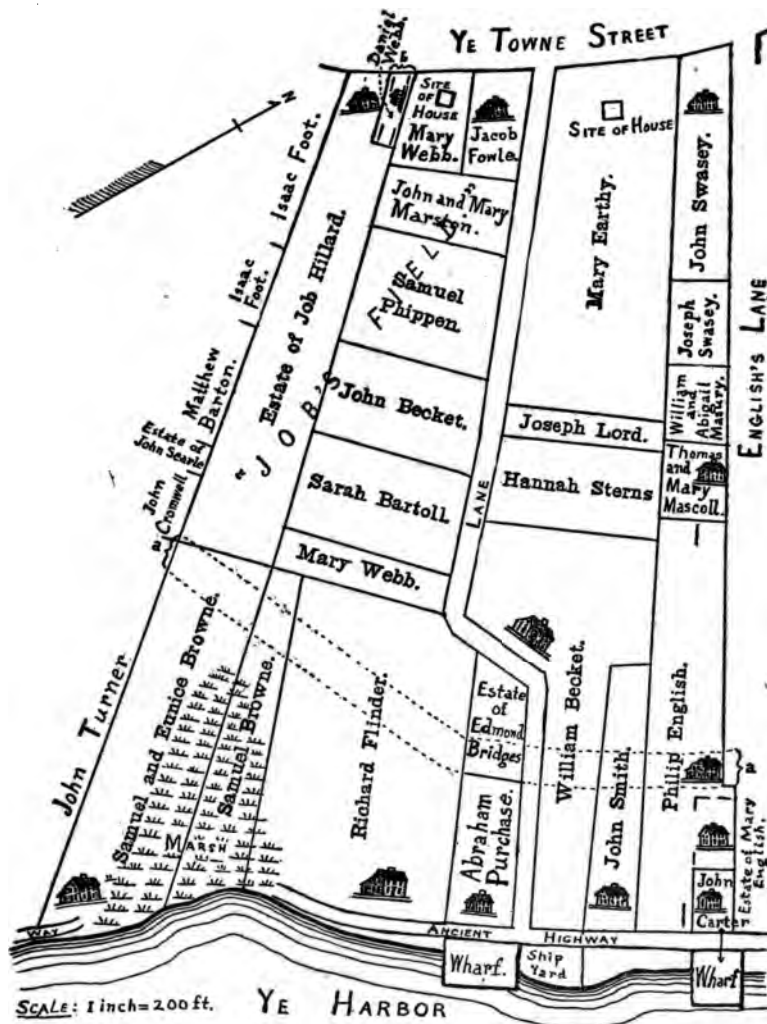 YE TOWNE STREET
Daniel
Webb.
b
SITE
OF
HOUSE
Mary
Webb.
Jacob
Fowle.
SITE OF HOUSE
John Swasey.
N
Isaac Foot.
Isaac
Foot.
Matthew
Barton.
Estate of
John Searle
John
Cromwell
a
Estate of Job Hillard.
"JOB'S FIELD."
John and Mary
Marston.
Samuel
Phippen.
John Becket.
Sarah Bartoll.
Mary Webb.
LANE
Mary Earthy.
Joseph Lord.
Hannah Sterns
Joseph
Swasey.
William
and
Abigail
Masury.
Thomas
and
Mary
Mascoll.
ENGLISH'S LANE
John Turner
Samuel and Eunice Browne.
Samuel Browne.
MARSH
Richard Flinder.
Estate
of
Edmond
Bridges
Abraham
Purchase.
William Becket.
John Smith.
Philip English.
a
Estate of Mary
English.
John
Carter
WAY
ANCIENT HIGHWAY
Wharf.
Ship
Yard
Wharf
SCALE: 1 inch=200 ft.
YE HARBOR